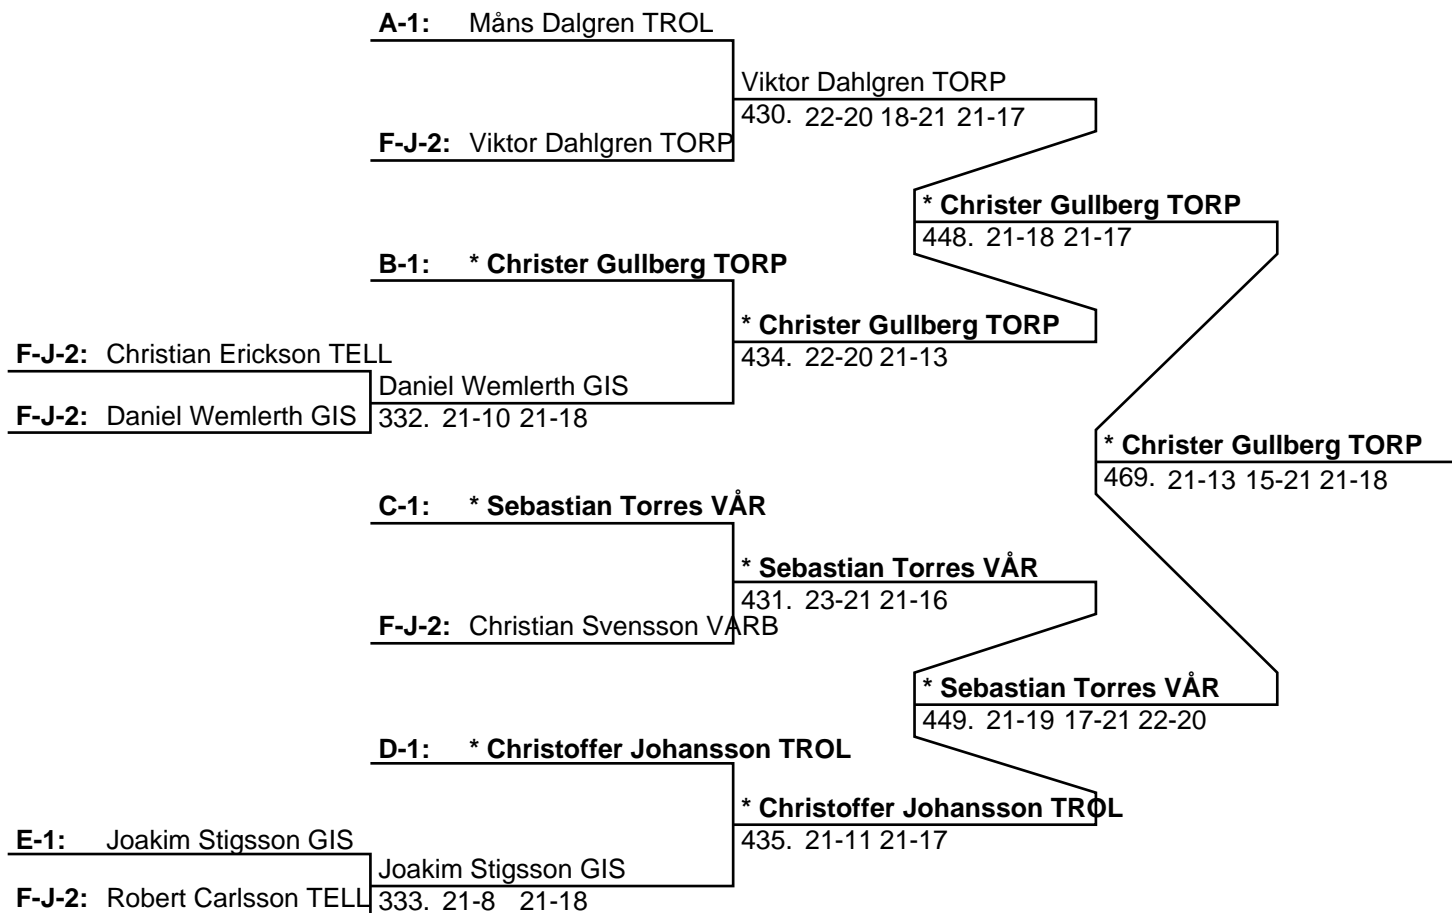 A-1: Måns Dalgren TROL
Viktor Dahlgren TORP
430. 22-20 18-21 21-17
F-J-2: Viktor Dahlgren TORP
* Christer Gullberg TORP
448. 21-18 21-17
B-1: * Christer Gullberg TORP
* Christer Gullberg TORP
434. 22-20 21-13
F-J-2: Christian Erickson TELL
Daniel Wemlerth GIS
332. 21-10 21-18
F-J-2: Daniel Wemlerth GIS
* Christer Gullberg TORP
469. 21-13 15-21 21-18
C-1: * Sebastian Torres VÅR
* Sebastian Torres VÅR
431. 23-21 21-16
F-J-2: Christian Svensson VARB
* Sebastian Torres VÅR
449. 21-19 17-21 22-20
D-1: * Christoffer Johansson TROL
* Christoffer Johansson TROL
435. 21-11 21-17
E-1: Joakim Stigsson GIS
Joakim Stigsson GIS
333. 21-8 21-18
F-J-2: Robert Carlsson TELL